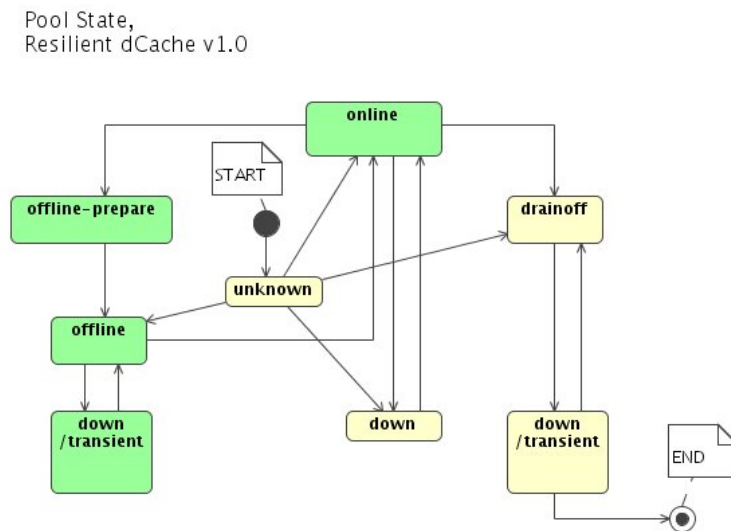 Pool State,
Resilient dCache v1.0
online
START
offline-prepare
drainoff
unknown
offline
down
/transient
down
down
/transient
END